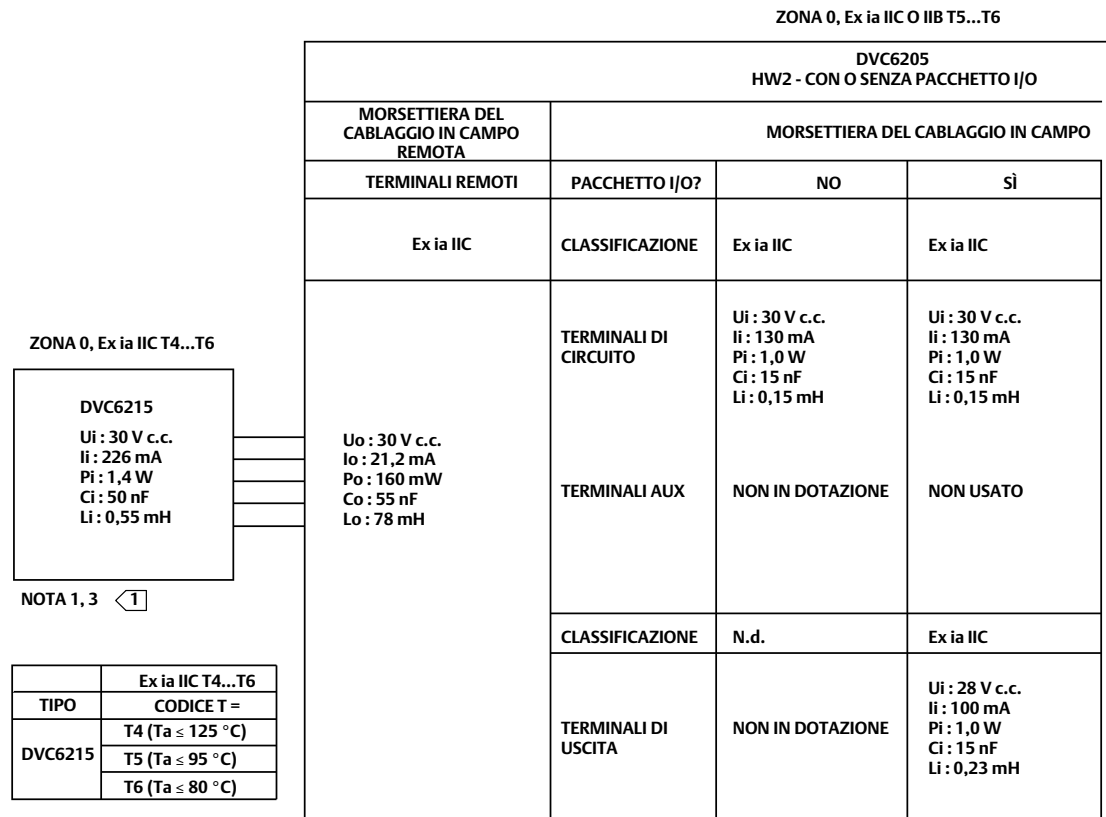 ZONA 0, Ex ia IIC O IIB T5...T6
DVC6205
HW2 - CON O SENZA PACCHETTO I/O
MORSETTIERA DEL
CABLAGGIO IN CAMPO
REMOTA
MORSETTIERA DEL CABLAGGIO IN CAMPO
TERMINALI REMOTI
PACCHETTO I/O?
NO
SÌ
Ex ia IIC
CLASSIFICAZIONE
Ex ia IIC
Ex ia IIC
ZONA 0, Ex ia IIC T4...T6
DVC6215
Ui : 30 V c.c.
Ii : 226 mA
Pi : 1,4 W
Ci : 50 nF
Li : 0,55 mH
NOTA 1, 3 1
Uo : 30 V c.c.
Io : 21,2 mA
Po : 160 mW
Co : 55 nF
Lo : 78 mH
TERMINALI DI
CIRCUITO
Ui : 30 V c.c.
Ii : 130 mA
Pi : 1,0 W
Ci : 15 nF
Li : 0,15 mH
Ui : 30 V c.c.
Ii : 130 mA
Pi : 1,0 W
Ci : 15 nF
Li : 0,15 mH
TERMINALI AUX
NON IN DOTAZIONE
NON USATO
CLASSIFICAZIONE
N.d.
Ex ia IIC
TERMINALI DI
USCITA
NON IN DOTAZIONE
Ui : 28 V c.c.
Ii : 100 mA
Pi : 1,0 W
Ci : 15 nF
Li : 0,23 mH
Ex ia IIC T4...T6
TIPO
CODICE T =
DVC6215
T4 (Ta ≤ 125 °C)
T5 (Ta ≤ 95 °C)
T6 (Ta ≤ 80 °C)